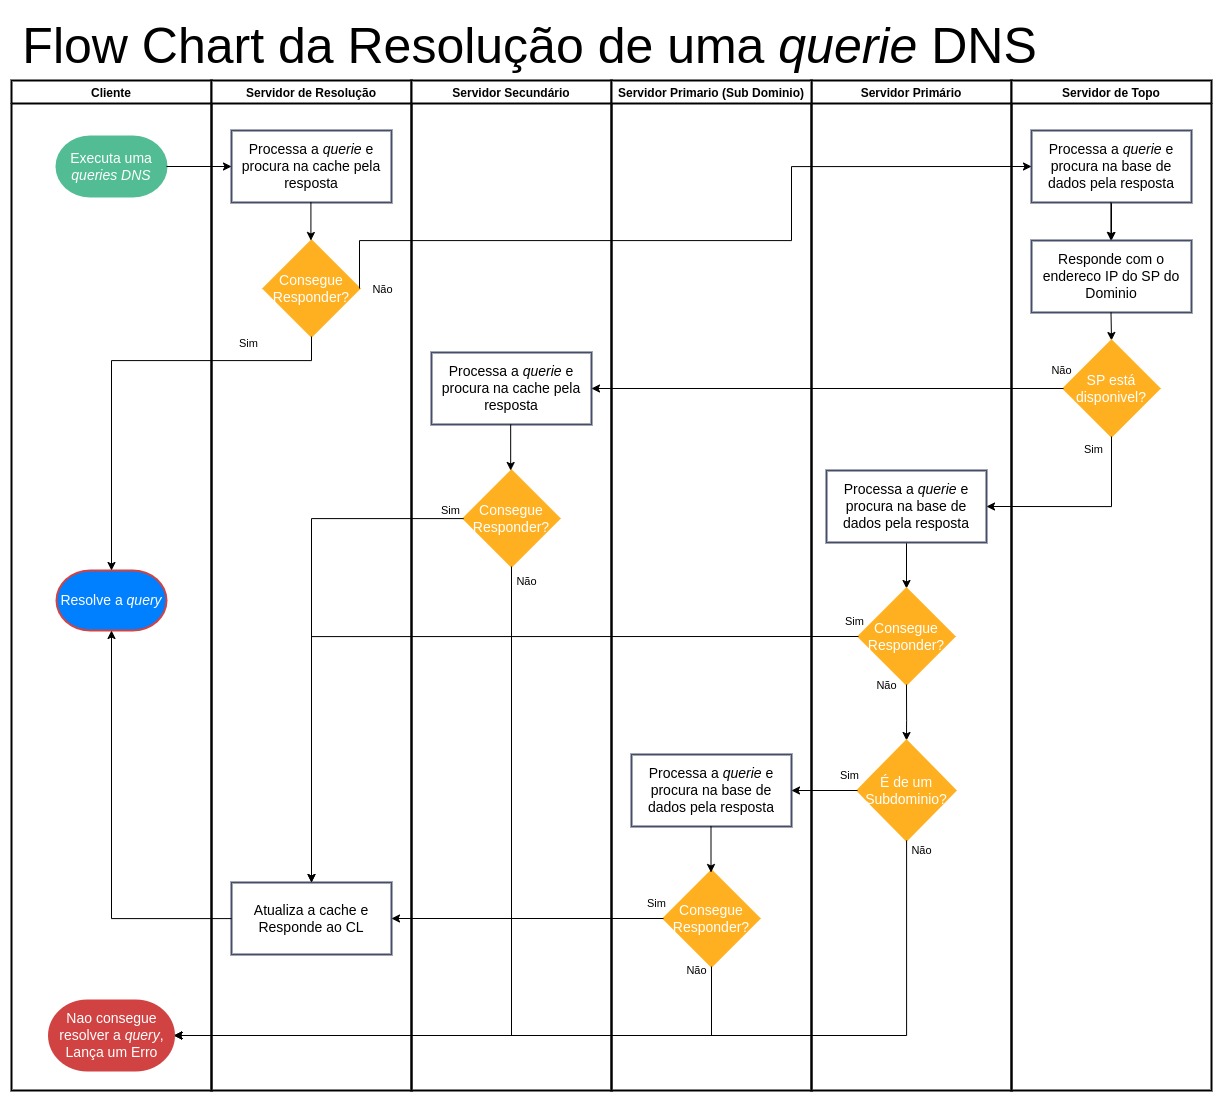 Flow Chart da Resolução de uma querie DNS
Cliente
Servidor de Resolução
Servidor Secundário
Servidor Primario (Sub Dominio)
Servidor Primário
Servidor de Topo
Executa uma
queries DNS
Processa a querie e
procura na cache pela
resposta
Processa a querie e
procura na base de
dados pela resposta
Consegue
Responder?
Não
Sim
Responde com o
endereco IP do SP do
Dominio
Processa a querie e
procura na cache pela
resposta
Não
SP está
disponivel?
Sim
Processa a querie e
procura na base de
dados pela resposta
Sim
Consegue
Responder?
Não
Resolve a query
Sim
Consegue
Responder?
Não
Processa a querie e
procura na base de
dados pela resposta
Sim
É de um
Subdominio?
Não
Atualiza a cache e
Responde ao CL
Sim
Consegue
Responder?
Não
Nao consegue
resolver a query,
Lança um Erro